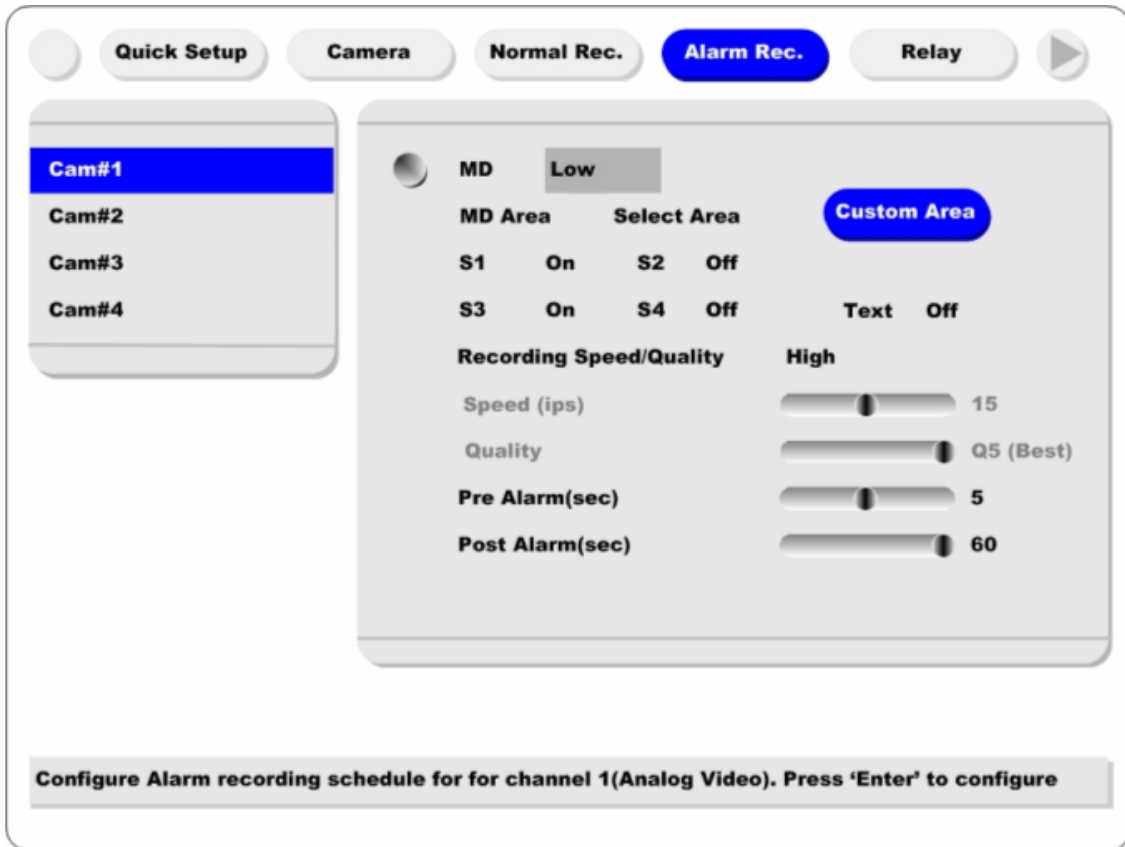 Quick Setup Camera Normal Rec. Alarm Rec. Relay
Cam#1
Cam#2
Cam#3
Cam#4
MD Low
MD Area Select Area Custom Area
S1 On S2 Off
S3 On S4 Off Text Off
Recording Speed/Quality High
Speed (ips) 15
Quality Q5 (Best)
Pre Alarm(sec) 5
Post Alarm(sec) 60
Configure Alarm recording schedule for for channel 1(Analog Video). Press ‘Enter’ to configure